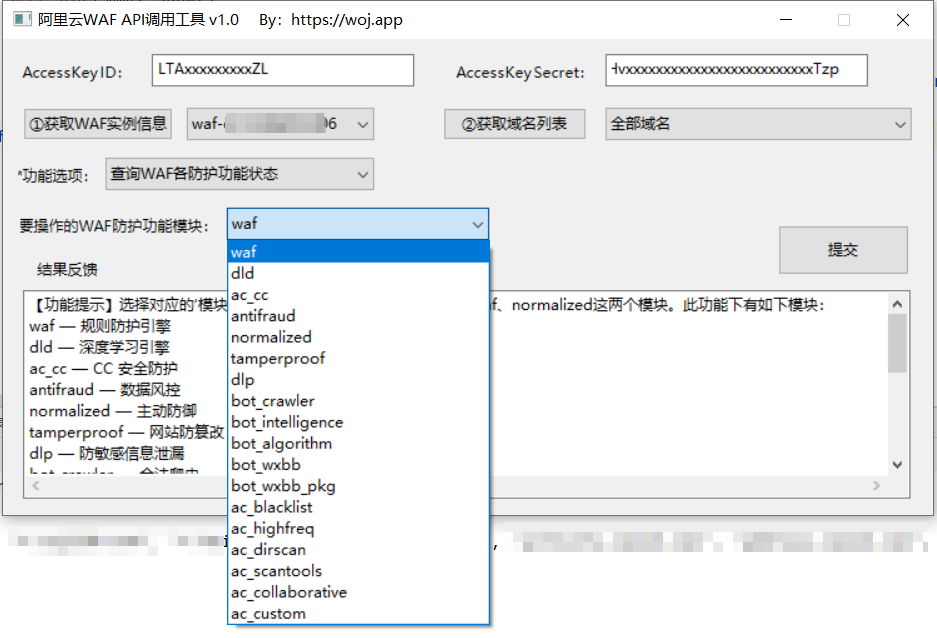 阿里云WAF API调用工具 v1.0 By：https://woj.app
AccessKeyID： LTAxxxxxxxxxZL AccessKeySecret： vxxxxxxxxxxxxxxxxxxxxxxxxxTzp
①获取WAF实例信息 waf- 6 ②获取域名列表 全部域名
*功能选项： 查询WAF各防护功能状态
要操作的WAF防护功能模块： waf
提交
结果反馈
waf
dld
ac_cc
antifraud
normalized
tamperproof
dlp
bot_crawler
bot_intelligence
bot_algorithm
bot_wxbb
bot_wxbb_pkg
ac_blacklist
ac_highfreq
ac_dirscan
ac_scantools
ac_collaborative
ac_custom
【功能提示】选择对应的'模块 f、normalized这两个模块。此功能下有如下模块：
waf — 规则防护引擎
dld — 深度学习引擎
ac_cc — CC 安全防护
antifraud — 数据风控
normalized — 主动防御
tamperproof — 网站防篡改
dlp — 防敏感信息泄漏